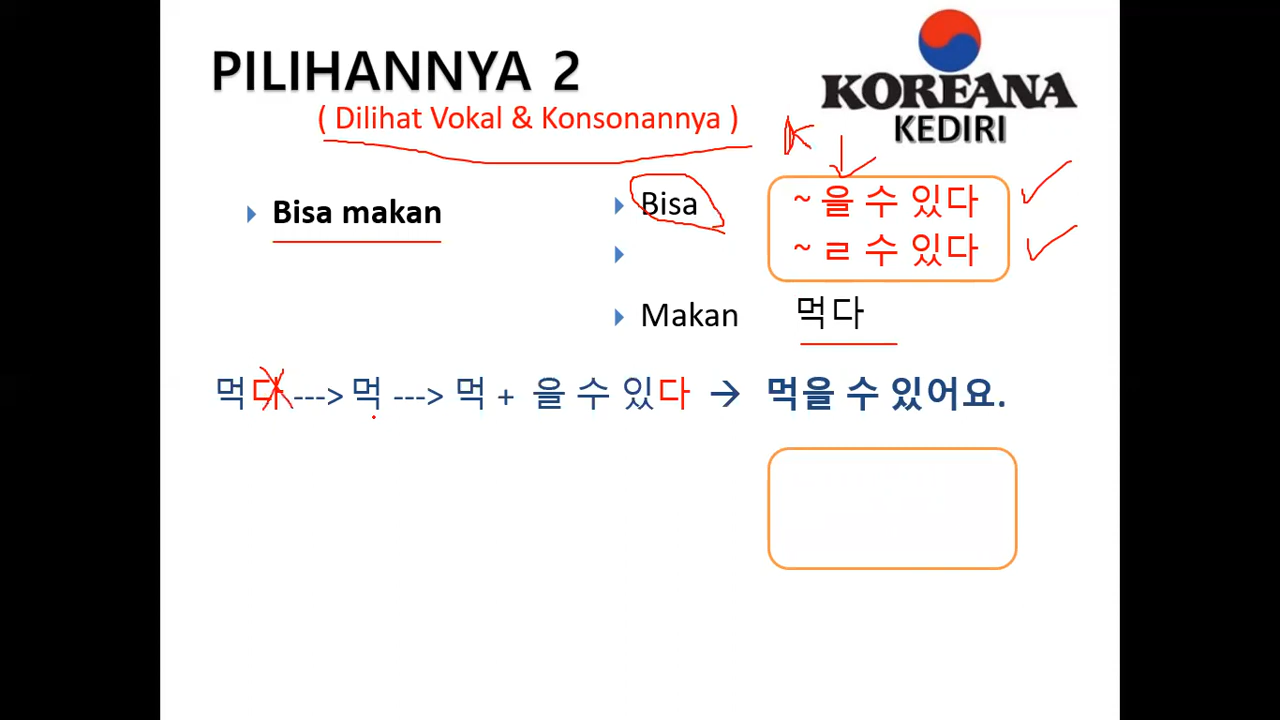 PILIHANNYA 2
( Dilihat Vokal & Konsonannya )
KOREANA
KEDIRI
K
Bisa makan
Bisa
~ 을 수 있다
~ ㄹ 수 있다
Makan 먹다
먹다 ---> 먹 ---> 먹 + 을 수 있다 → 먹을 수 있어요.